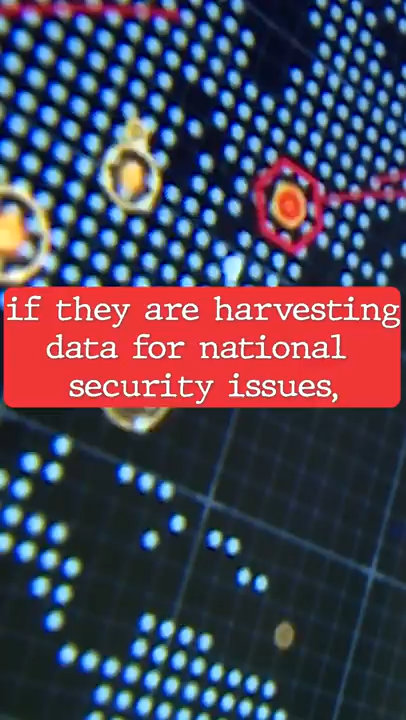 if they are harvesting
data for national
security issues,